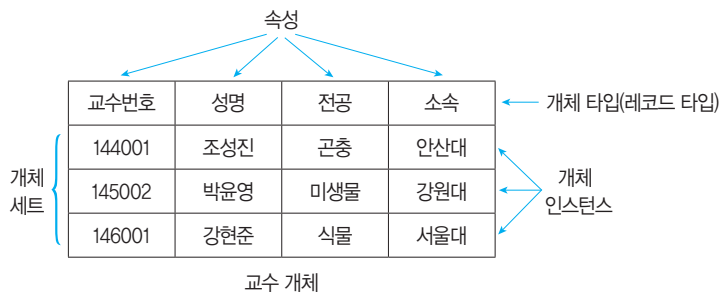 속성
교수번호 성명 전공 소속 개체 타입(레코드 타입)
144001 조성진 곤충 안산대
개체 세트 145002 박윤영 미생물 강원대 개체 인스턴스
146001 강현준 식물 서울대
교수 개체